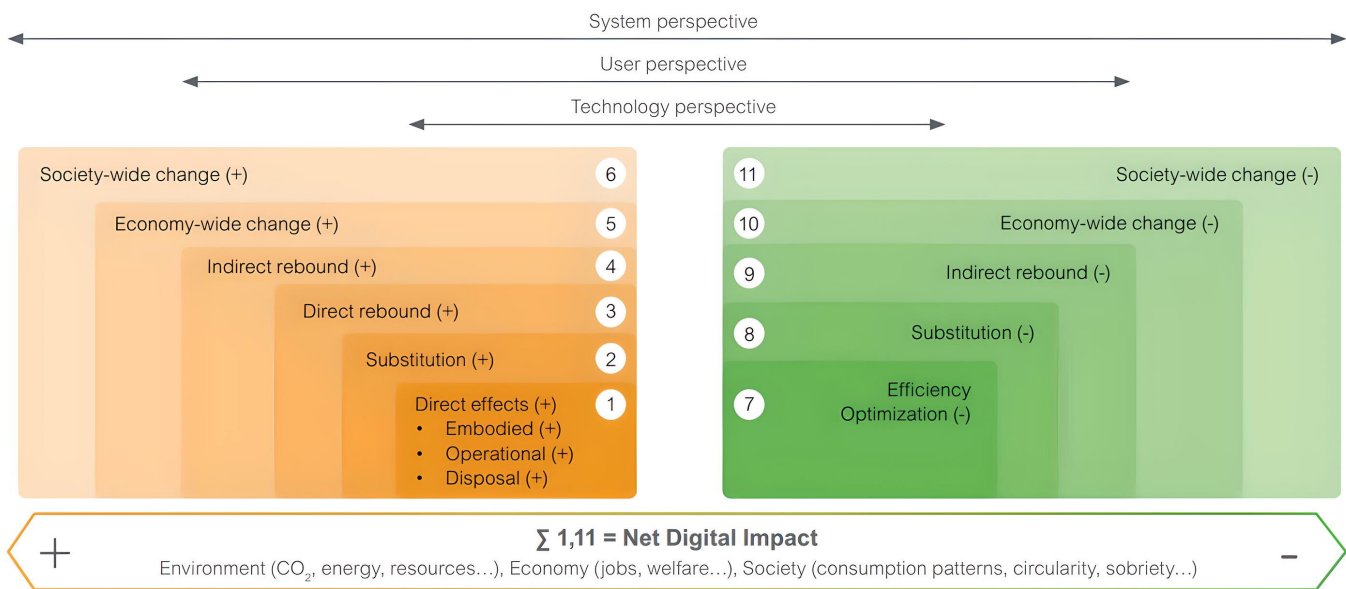 System perspective
User perspective
Technology perspective
Society-wide change (+)
6
Economy-wide change (+)
5
Indirect rebound (+)
4
Direct rebound (+)
3
Substitution (+)
2
Direct effects (+)
1
• Embodied (+)
• Operational (+)
• Disposal (+)
11
Society-wide change (-)
10
Economy-wide change (-)
9
Indirect rebound (-)
8
Substitution (-)
7
Efficiency
Optimization (-)
+
∑ 1,11 = Net Digital Impact
Environment (CO₂, energy, resources…), Economy (jobs, welfare…), Society (consumption patterns, circularity, sobriety…)
-